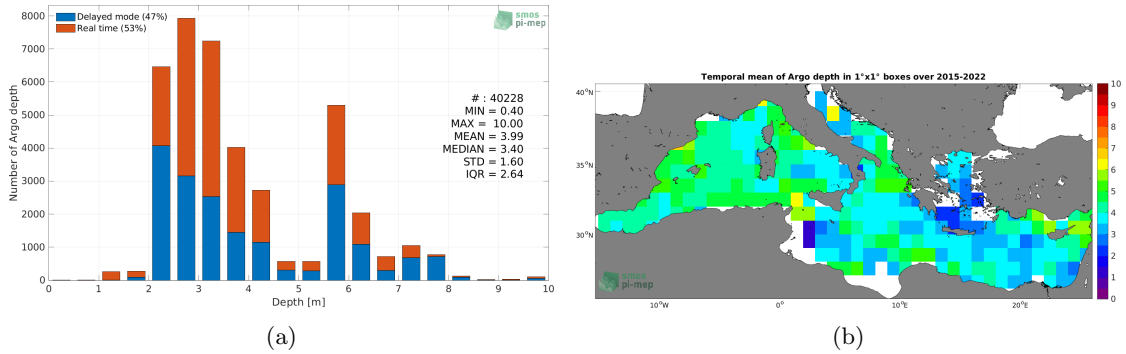 Delayed mode (47%)
Real time (53%)
smos
pi-mep
8000
7000
6000
5000
4000
3000
2000
1000
0
Number of Argo depth
# : 40228
MIN = 0.40
MAX = 10.00
MEAN = 3.99
MEDIAN = 3.40
STD = 1.60
IQR = 2.64
0 1 2 3 4 5 6 7 8 9 10
Depth [m]
(a)
Temporal mean of Argo depth in 1°x1° boxes over 2015-2022
40°N
35°N
30°N
10°W 0° 10°E 20°E
smos
pi-mep
10
9
8
7
6
5
4
3
2
1
0
(b)